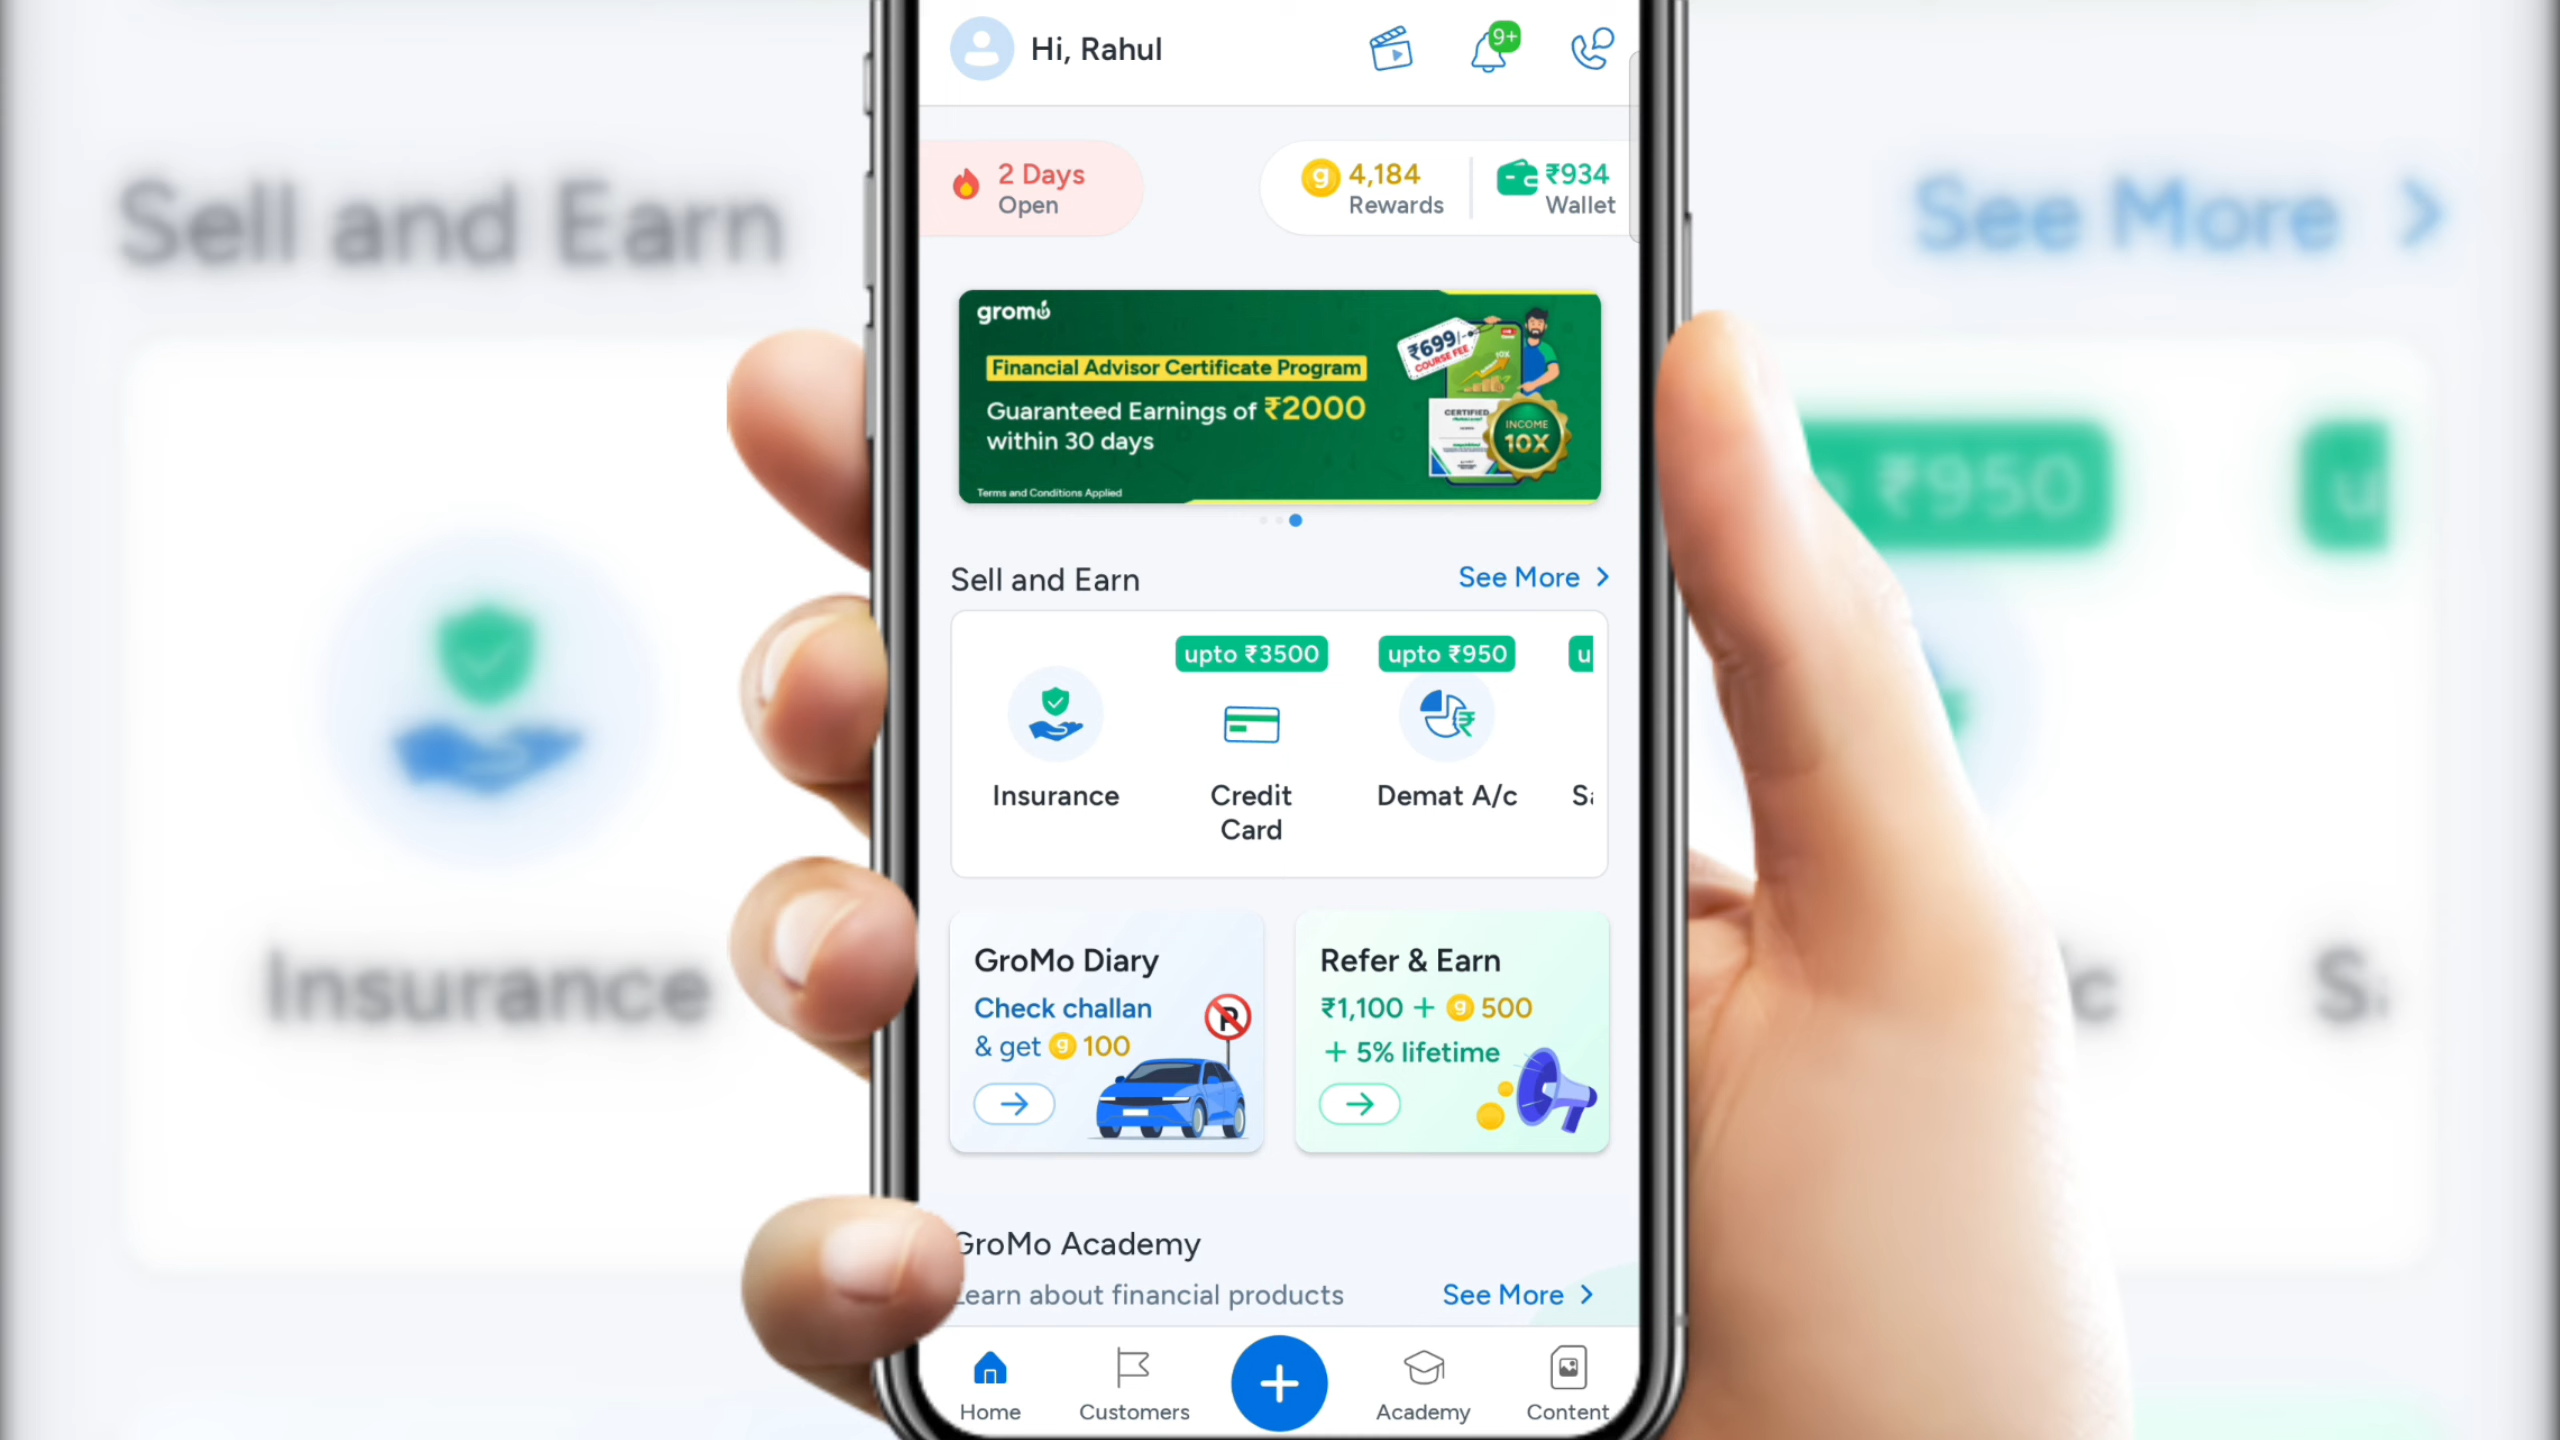 Hi, Rahul
9+
2 Days
Open
4,184
Rewards
₹934
Wallet
gromo
Financial Advisor Certificate Program
Guaranteed Earnings of ₹2000
within 30 days
Terms and Conditions Applied
₹699/-
COURSE FEE
10X
CERTIFIED
INCOME
10X
Sell and Earn
See More
upto ₹3500
upto ₹950
u
Insurance
Credit
Card
Demat A/c
Sa
GroMo Diary
Check challan
& get g 100
P
Refer & Earn
₹1,100 + g 500
+ 5% lifetime
GroMo Academy
Learn about financial products
See More
Home
Customers
Academy
Content
Sell and Earn
See More
₹950
u
Insurance
c
Sa